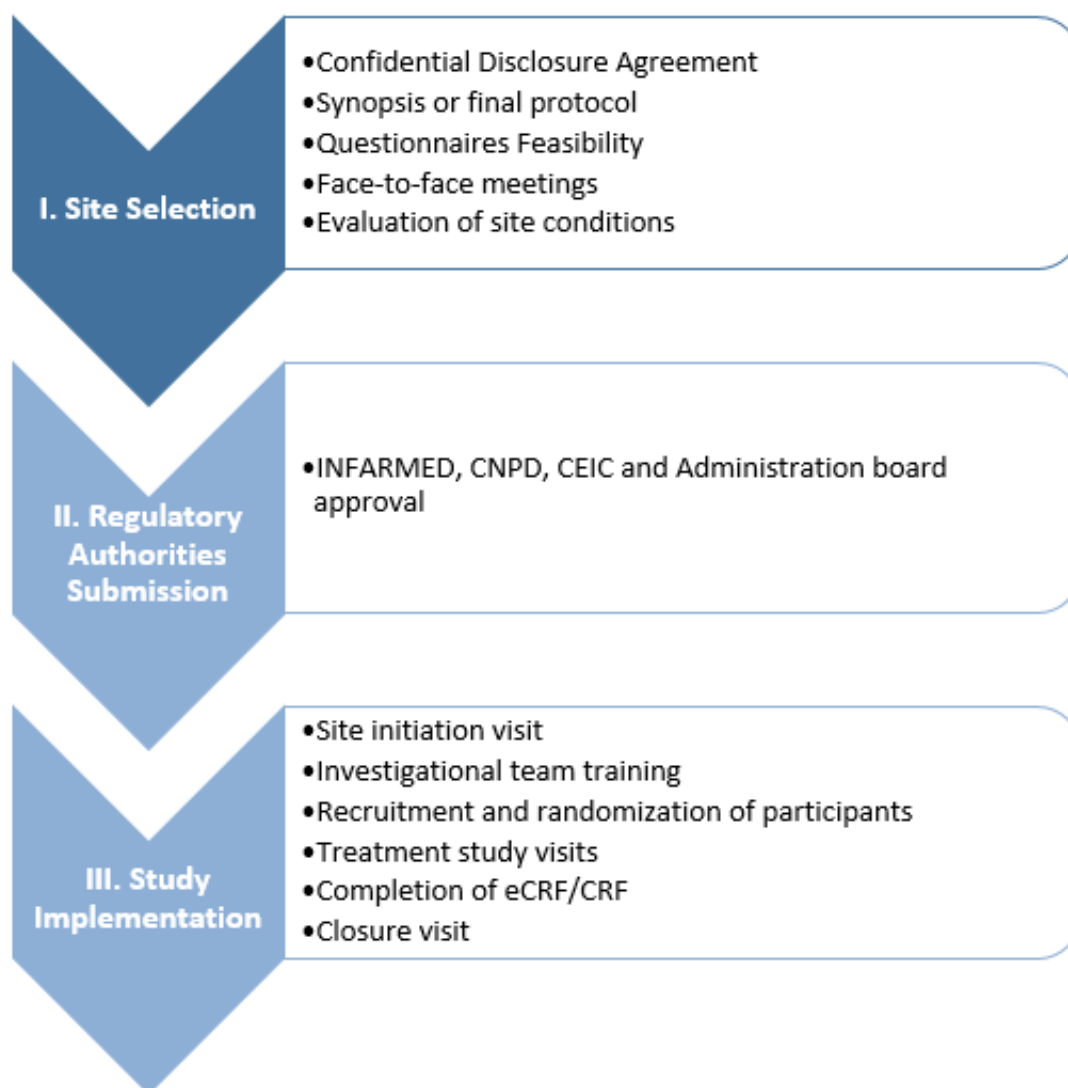 •Confidential Disclosure Agreement
•Synopsis or final protocol
•Questionnaires Feasibility
•Face-to-face meetings
•Evaluation of site conditions
I. Site Selection
•INFARMED, CNPD, CEIC and Administration board
approval
II. Regulatory
Authorities
Submission
•Site initiation visit
•Investigational team training
•Recruitment and randomization of participants
•Treatment study visits
•Completion of eCRF/CRF
•Closure visit
III. Study
Implementation